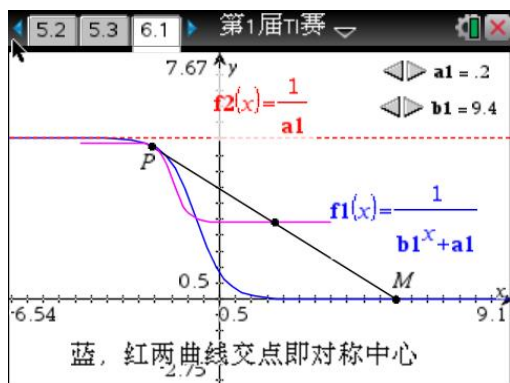 5.2 5.3 6.1 第1届TI赛
7.67 y
a1 = .2
f2(x)=1/a1
b1 = 9.4
P
f1(x)=1/(b1^x+a1)
0.5
M
x
-6.54
0.5
9.1
蓝，红两曲线交点即对称中心
-2.75